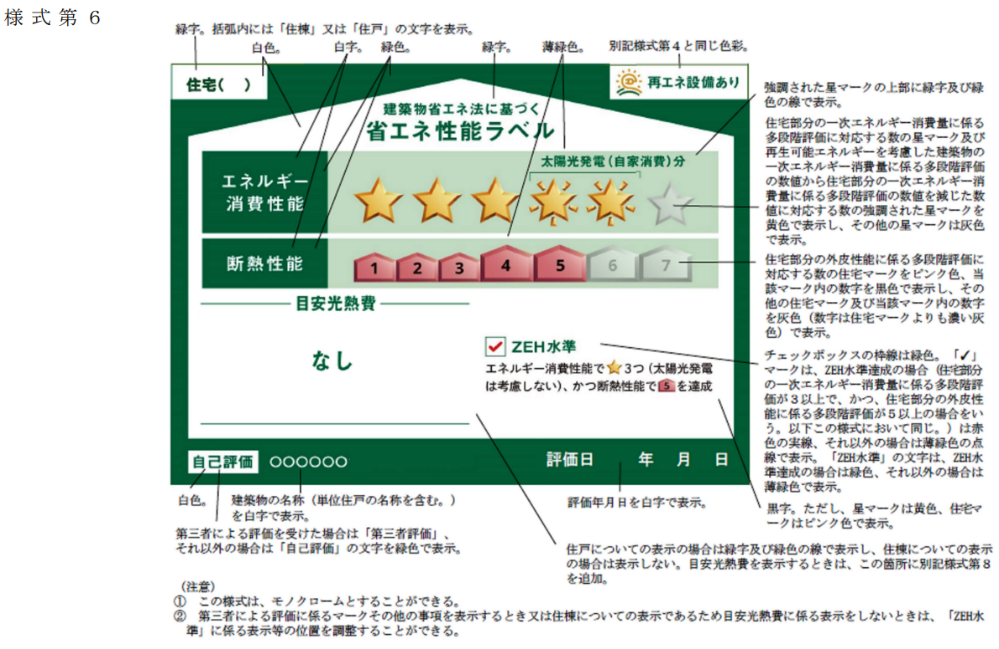 様式第６
緑字。括弧内には「住棟」又は「住戸」の文字を表示。
白色。
白字。
緑色。
緑字。
薄緑色。
別記様式第４と同じ色彩。
住宅(　)
再エネ設備あり
建築物省エネ法に基づく
省エネ性能ラベル
太陽光発電(自家消費)分
エネルギー
消費性能
断熱性能
1 2 3 4 5 6 7
目安光熱費
なし
ZEH水準
エネルギー消費性能で★3つ（太陽光発電
は考慮しない）、かつ断熱性能で5を達成
自己評価 ○○○○○○
評価日　年　月　日
強調された星マークの上部に緑字及び緑
色の線で表示。
住宅部分の一次エネルギー消費量に係る
多段階評価に対応する数の星マーク及び
再生可能エネルギーを考慮した建築物の
一次エネルギー消費量に係る多段階評価
の数値から住宅部分の一次エネルギー消
費量に係る多段階評価の数値を減じた数
値に対応する数の強調された星マークを
黄色で表示し、その他の星マークは灰色
で表示。
住宅部分の外皮性能に係る多段階評価に
対応する数の住宅マークをピンク色、当
該マーク内の数字を黒色で表示し、その
他の住宅マーク及び当該マーク内の数字
を灰色（数字は住宅マークよりも濃い灰
色）で表示。
チェックボックスの枠線は緑色。「✓」
マークは、ZEH水準達成の場合（住宅部分
の一次エネルギー消費量に係る多段階評
価が３以上で、かつ、住宅部分の外皮性
能に係る多段階評価が５以上の場合をい
う。以下この様式において同じ。）は赤
色の実線、それ以外の場合は薄緑色の点
線で表示。「ZEH水準」の文字は、ZEH水
準達成の場合は緑色、それ以外の場合は
薄緑色で表示。
黒字。ただし、星マークは黄色、住宅マ
ークはピンク色で表示。
白色。
建築物の名称（単位住戸の名称を含む。）
を白字で表示。
評価年月日を白字で表示。
第三者による評価を受けた場合は「第三者評価」、
それ以外の場合は「自己評価」の文字を緑色で表示。
住戸についての表示の場合は緑字及び緑色の線で表示し、住棟についての表示
の場合は表示しない。目安光熱費を表示するときは、この箇所に別記様式第８
を追加。
（注意）
①　この様式は、モノクロームとすることができる。
②　第三者による評価に係るマークその他の事項を表示するとき又は住棟についての表示であるため目安光熱費に係る表示をしないときは、「ZEH水
準」に係る表示等の位置を調整することができる。